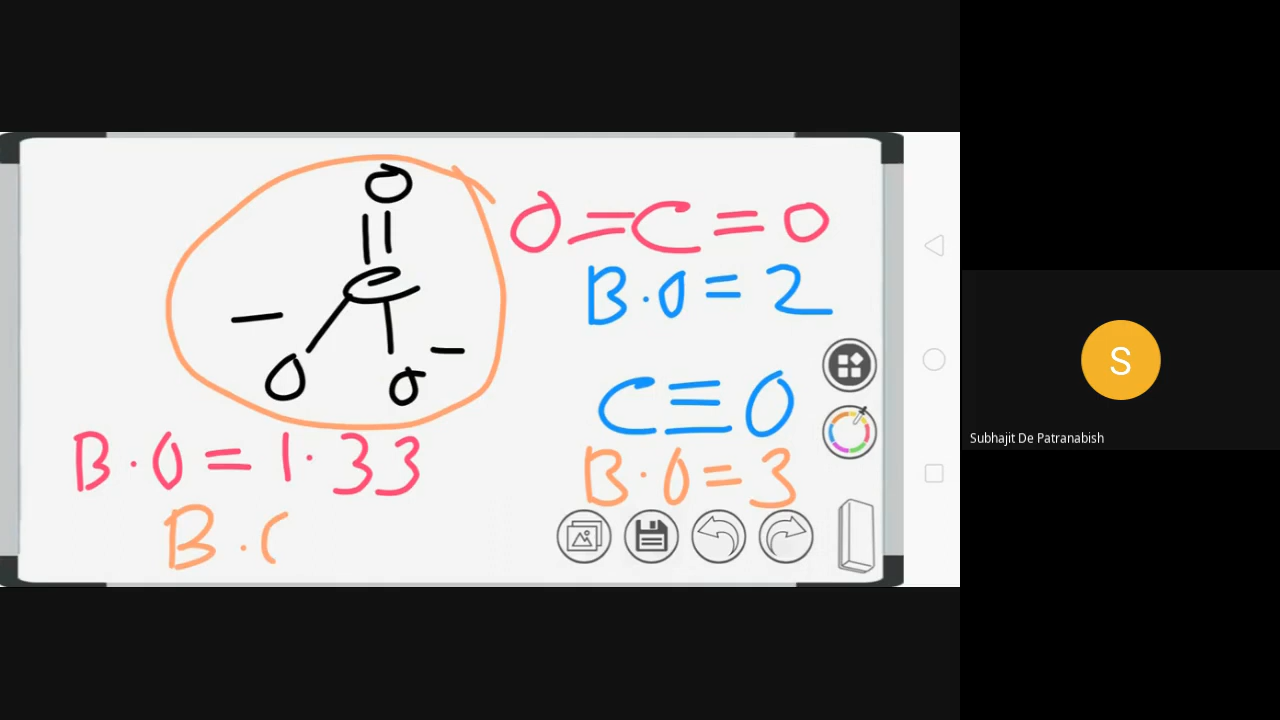 O
||
C
– O O –
B.O = 1.33
B.(
O=C=O
B.O = 2
C≡O
B.O = 3
S
Subhajit De Patranabish